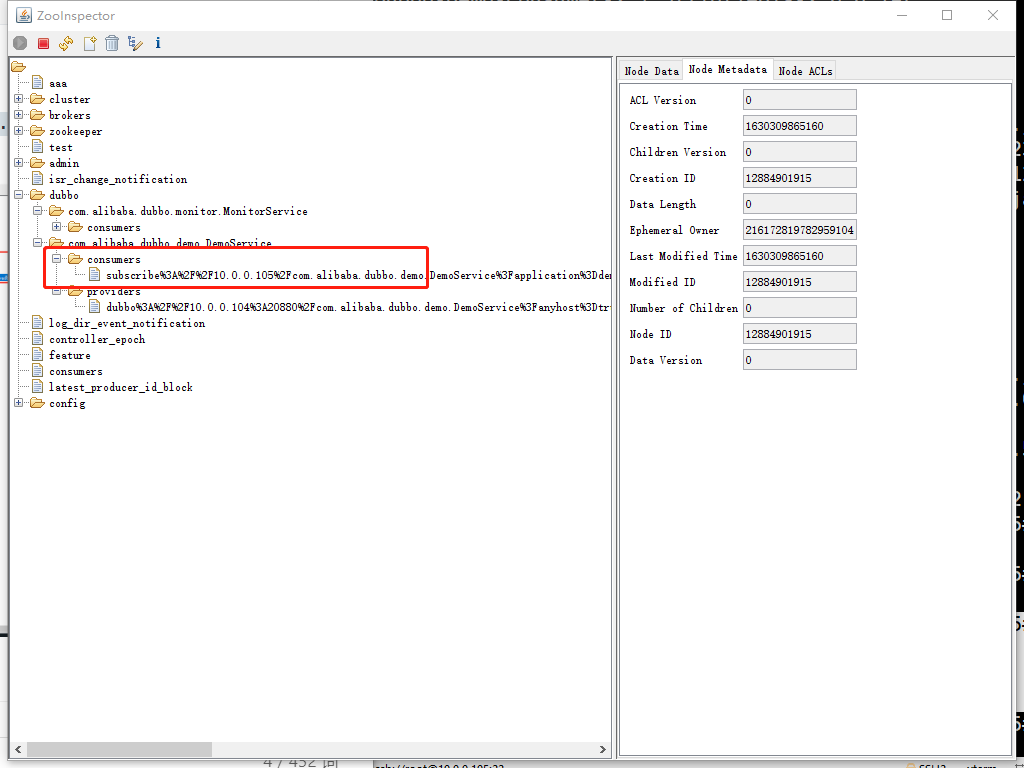 ZooInspector
aaa
cluster
brokers
zookeeper
test
admin
isr_change_notification
dubbo
com.alibaba.dubbo.monitor.MonitorService
consumers
com.alibaba.dubbo.demo.DemoService
consumers
subscribe%3A%2F%2F10.0.0.105%2Fcom.alibaba.dubbo.demo.DemoService%3Fapplication%3Dde
providers
dubbo%3A%2F%2F10.0.0.104%3A20880%2Fcom.alibaba.dubbo.demo.DemoService%3Fanyhost%3Dtr
log_dir_event_notification
controller_epoch
feature
consumers
latest_producer_id_block
config
Node Data Node Metadata Node ACLs
ACL Version 0
Creation Time 1630309865160
Children Version 0
Creation ID 12884901915
Data Length 0
Ephemeral Owner 216172819782959104
Last Modified Time 1630309865160
Modified ID 12884901915
Number of Children 0
Node ID 12884901915
Data Version 0